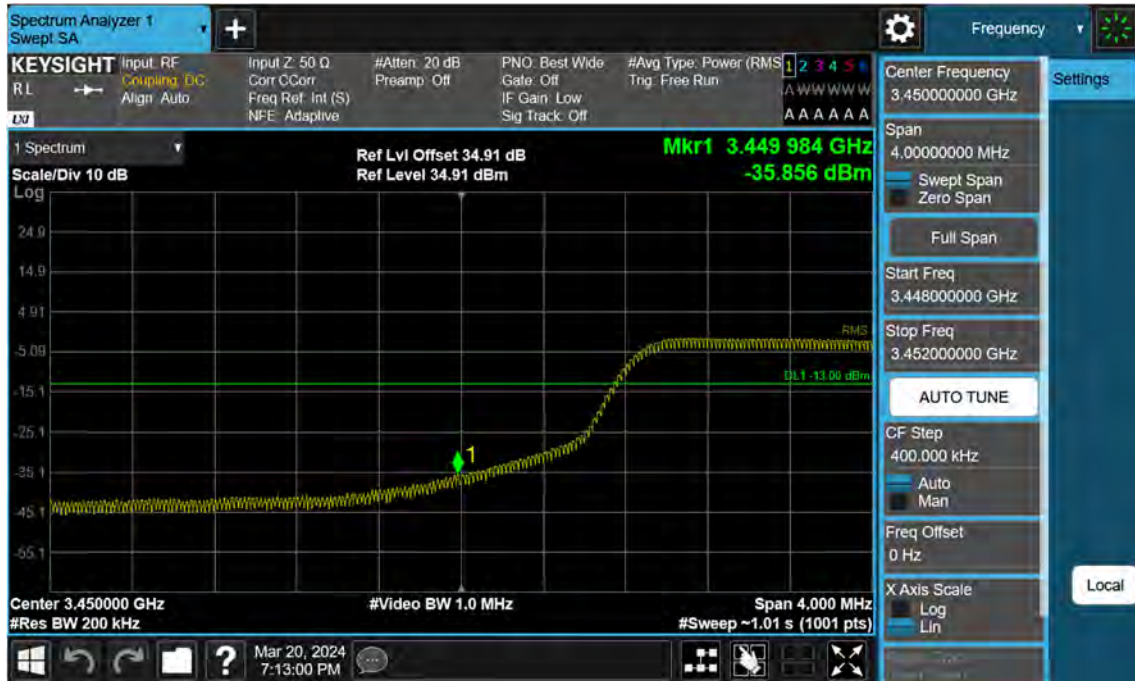 Spectrum Analyzer 1
Swept SA
+
Frequency
KEYSIGHT
RL
LXI
Input: RF
Coupling: DC
Align: Auto
Input Z: 50 Ω
Corr CCorr
Freq Ref: Int (S)
NFE: Adaptive
#Atten: 20 dB
Preamp: Off
PNO: Best Wide
Gate: Off
IF Gain: Low
Sig Track: Off
#Avg Type: Power (RMS
Trig: Free Run
1 2 3 4 5 6
A W W W W W
A A A A A A
1 Spectrum
Scale/Div 10 dB
Log
Ref Lvl Offset 34.91 dB
Ref Level 34.91 dBm
Mkr1 3.449 984 GHz
-35.856 dBm
24.9
14.9
4.91
-5.09
-15.1
-25.1
-35.1
-45.1
-55.1
RMS
DL1 -13.00 dBm
1
Center 3.450000 GHz
#Res BW 200 kHz
#Video BW 1.0 MHz
Span 4.000 MHz
#Sweep ~1.01 s (1001 pts)
?
Mar 20, 2024
7:13:00 PM
Center Frequency
3.450000000 GHz
Span
4.00000000 MHz
Swept Span
Zero Span
Full Span
Start Freq
3.448000000 GHz
Stop Freq
3.452000000 GHz
AUTO TUNE
CF Step
400.000 kHz
Auto
Man
Freq Offset
0 Hz
X Axis Scale
Log
Lin
Settings
Local